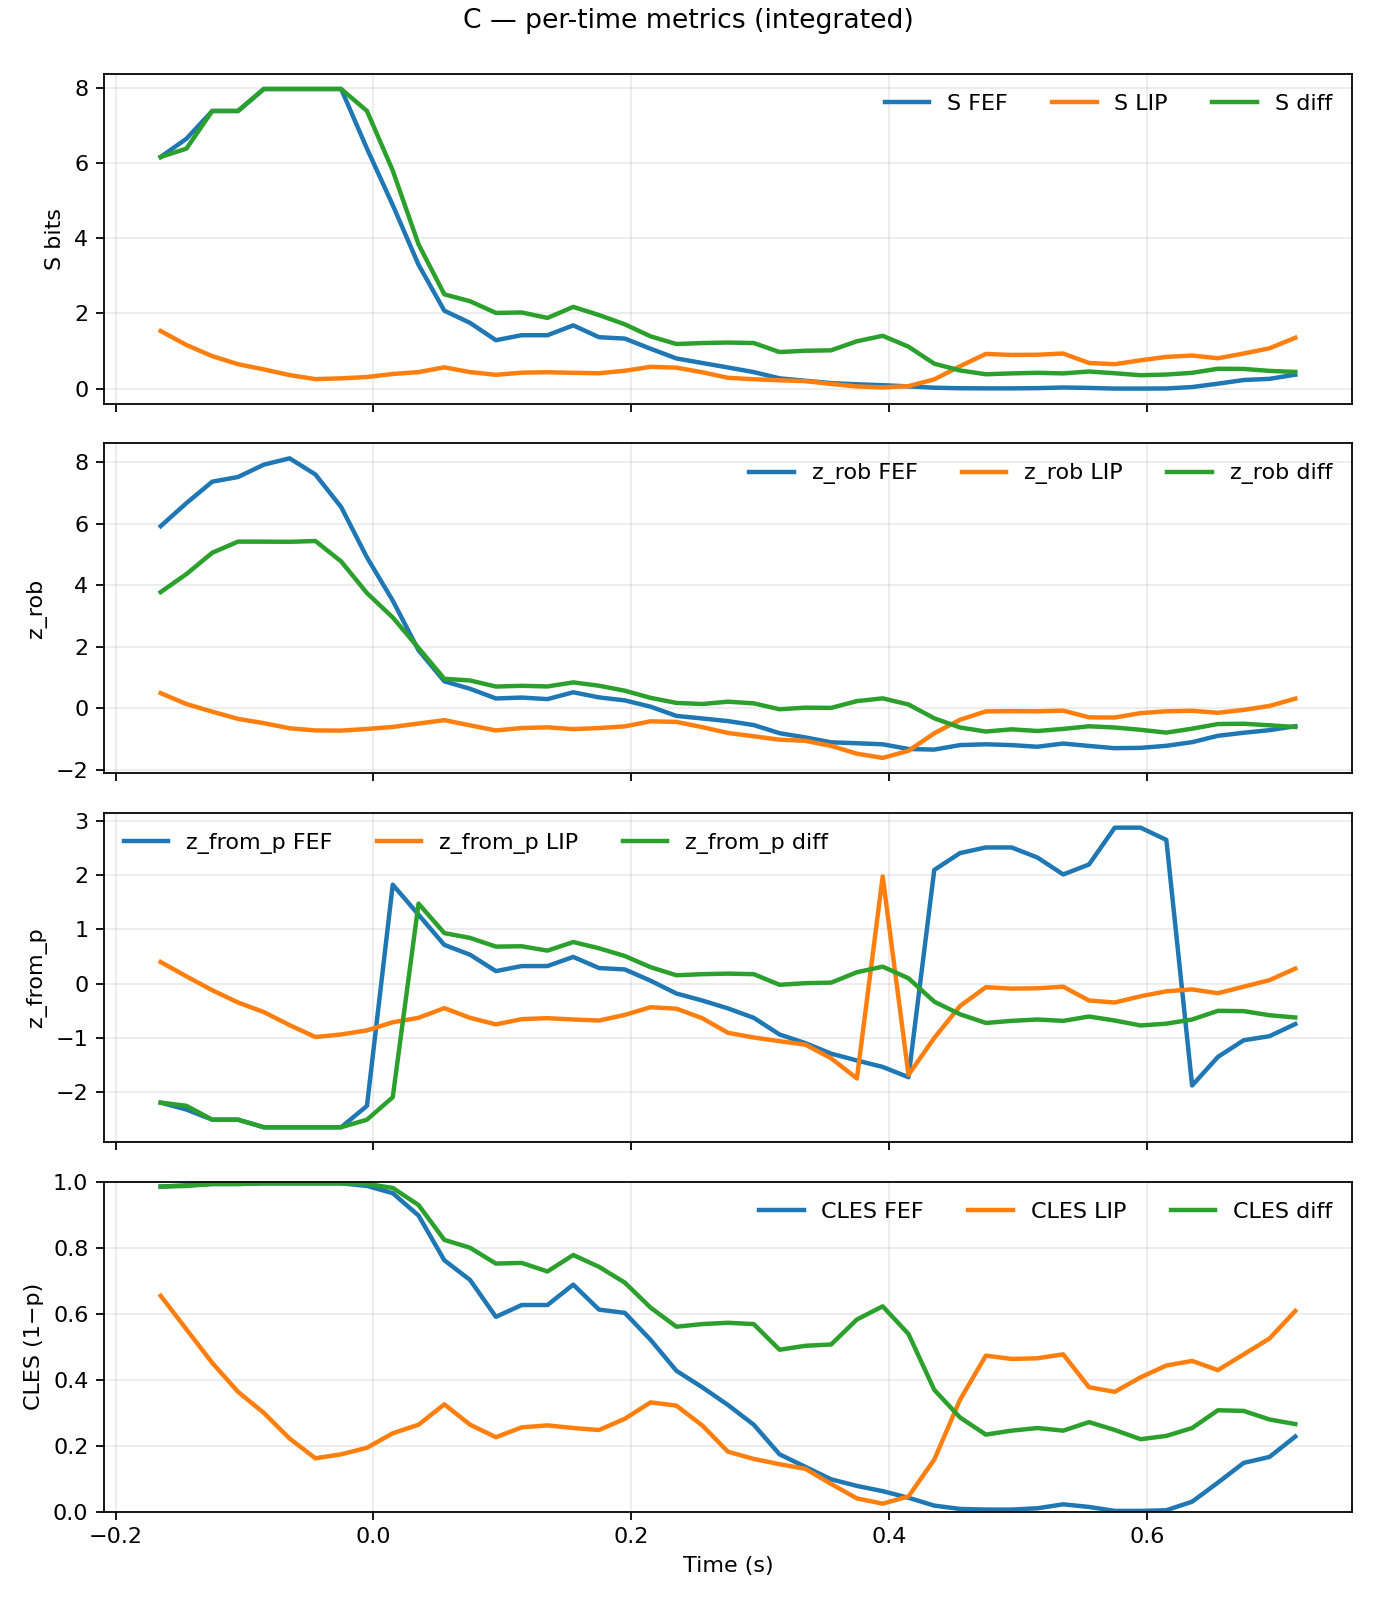 C — per-time metrics (integrated)
S bits
8
6
4
2
0
S FEF S LIP S diff
z_rob
8
6
4
2
0
−2
z_rob FEF z_rob LIP z_rob diff
z_from_p
3
2
1
0
−1
−2
z_from_p FEF z_from_p LIP z_from_p diff
CLES (1−p)
1.0
0.8
0.6
0.4
0.2
0.0
CLES FEF CLES LIP CLES diff
−0.2 0.0 0.2 0.4 0.6
Time (s)